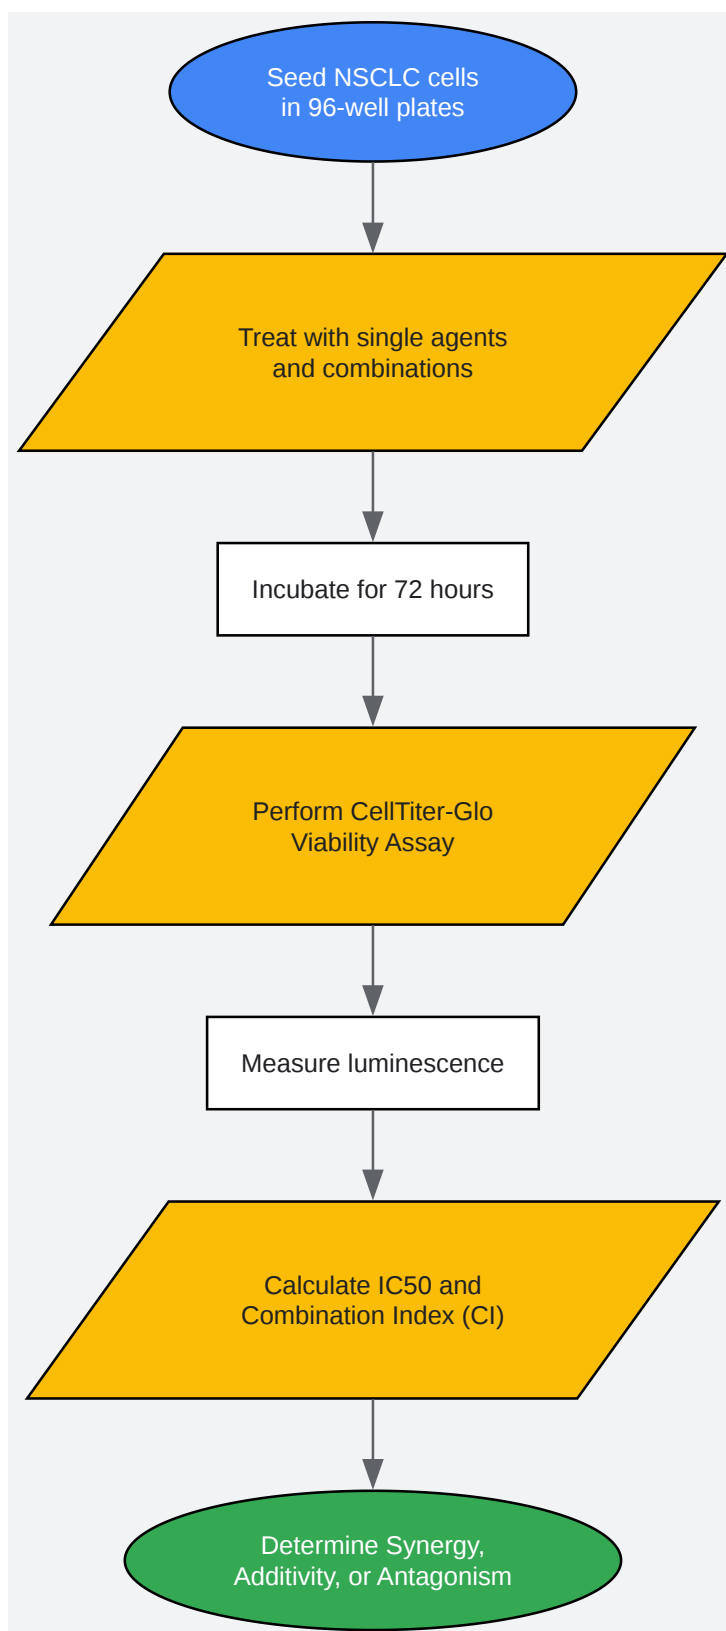 Seed NSCLC cells
in 96-well plates
Treat with single agents
and combinations
Incubate for 72 hours
Perform CellTiter-Glo
Viability Assay
Measure luminescence
Calculate IC50 and
Combination Index (CI)
Determine Synergy,
Additivity, or Antagonism